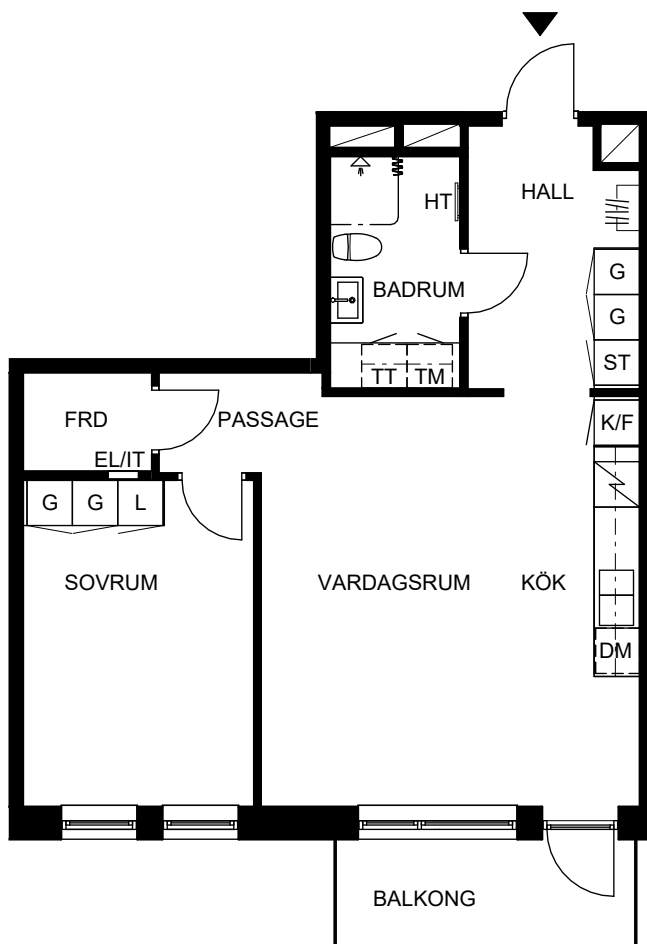 HALL
HT
BADRUM
G
G
ST
TT
TM
FRD
PASSAGE
K/F
EL/IT
G
G
L
SOVRUM
VARDAGSRUM
KÖK
DM
BALKONG